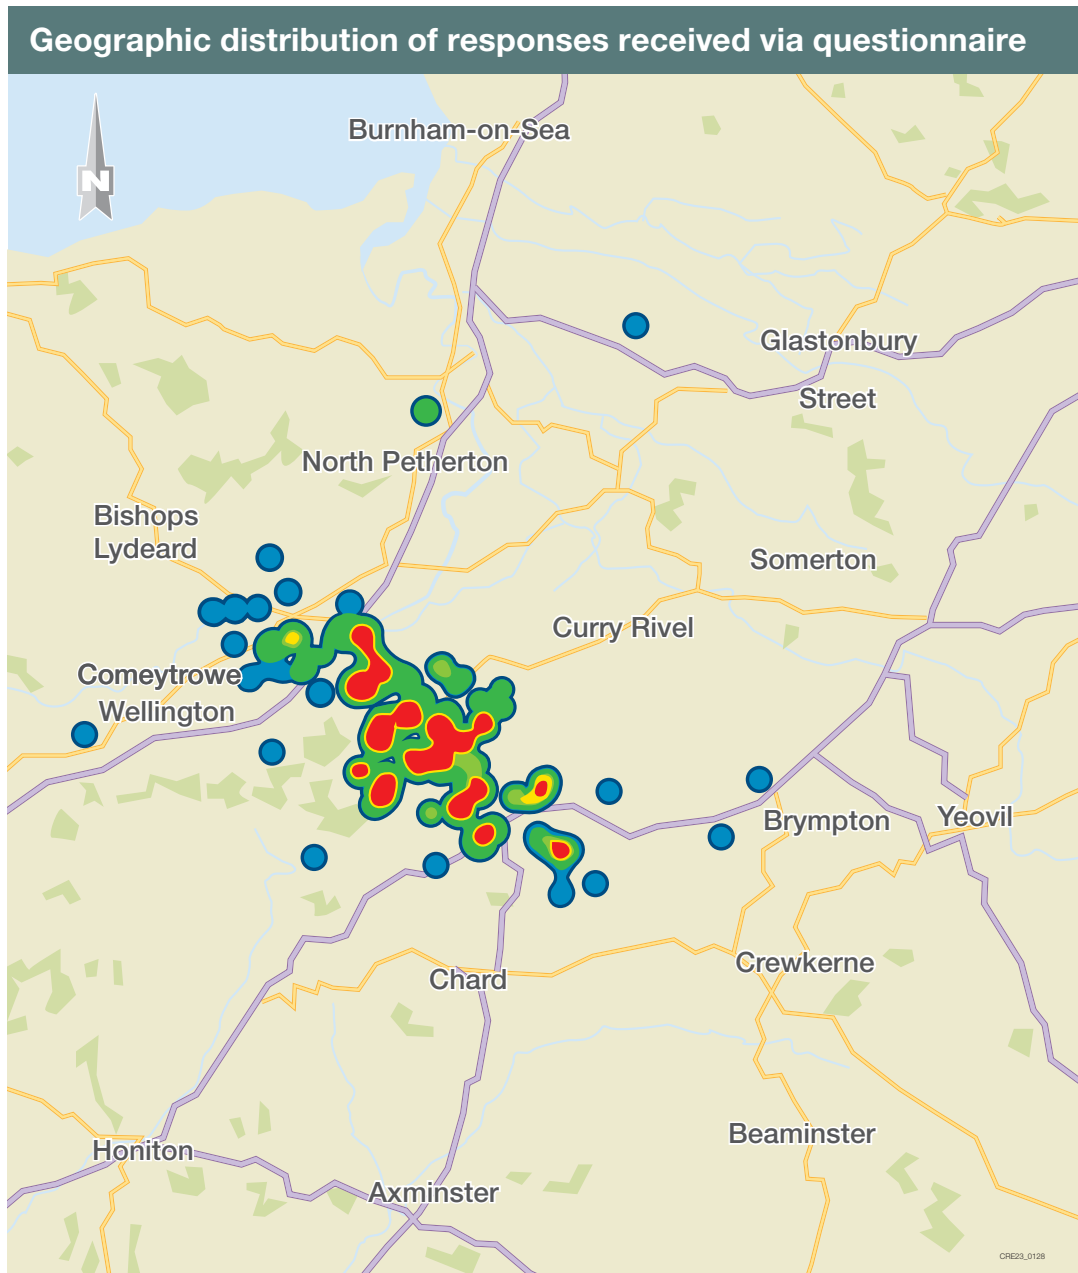 Geographic distribution of responses received via questionnaire
Burnham-on-Sea
N
Glastonbury
Street
North Petherton
Bishops
Lydeard
Somerton
Curry Rivel
Comeytrowe
Wellington
Brympton
Yeovil
Crewkerne
Chard
Beaminster
Honiton
Axminster
CRE23_0128